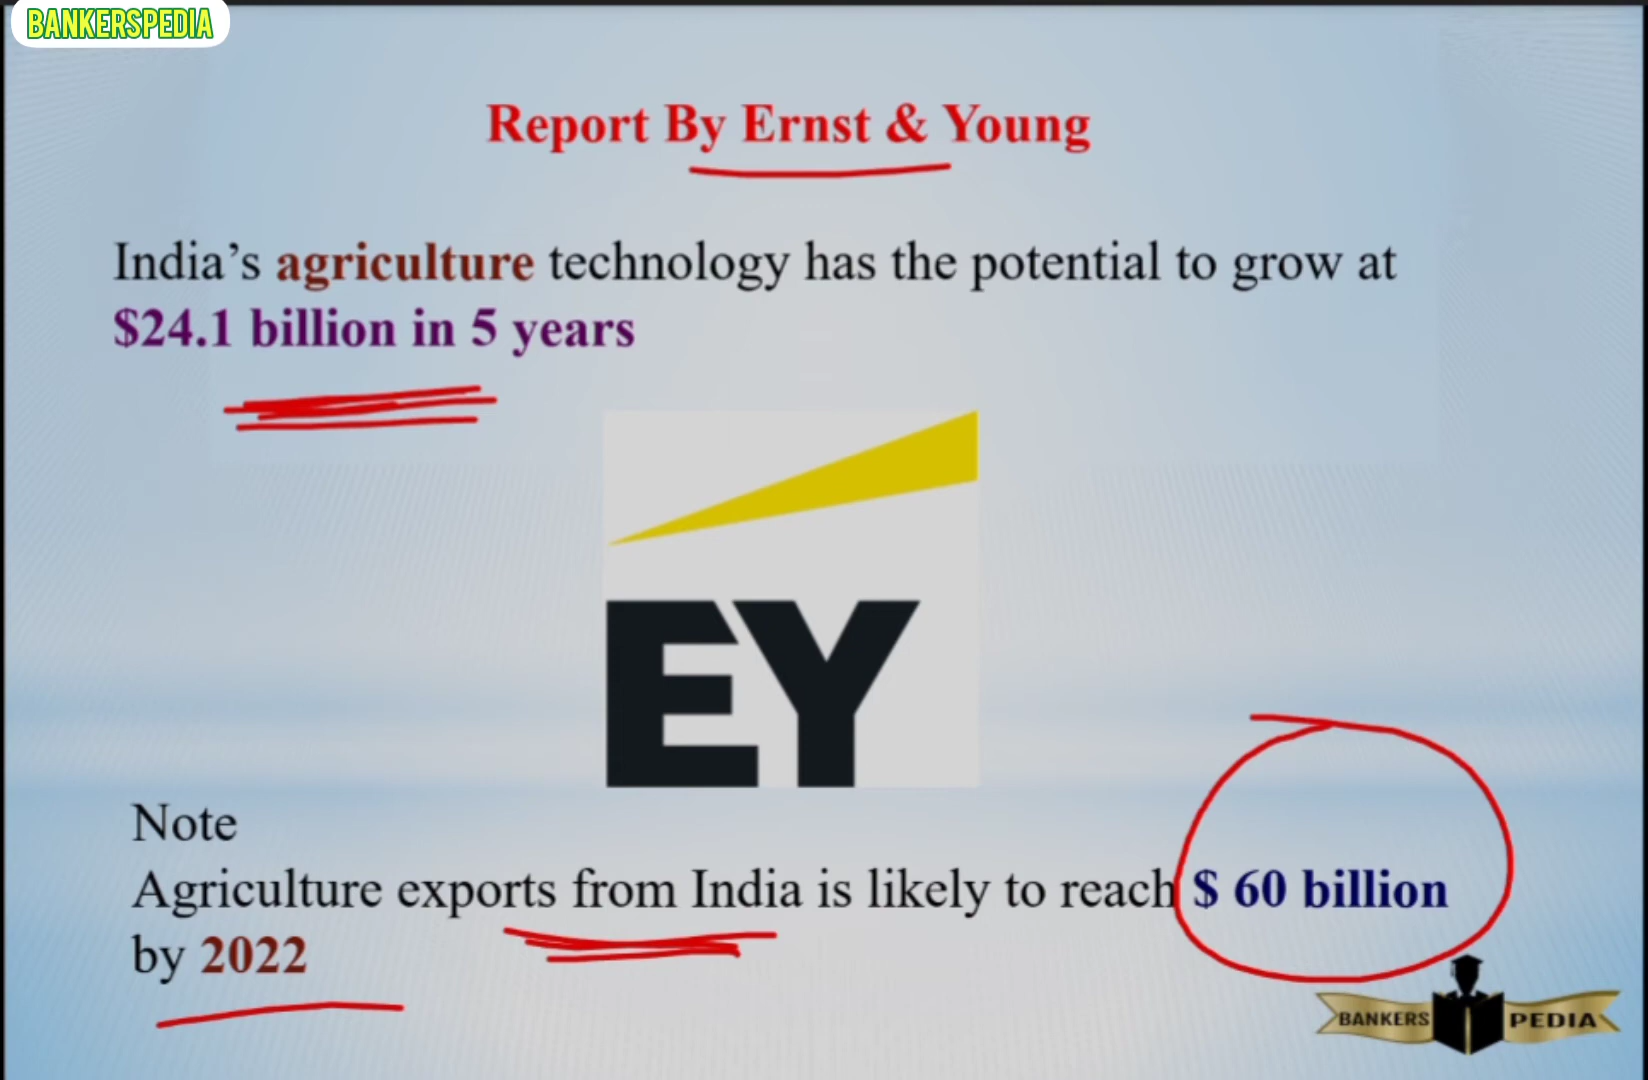 BANKERSPEDIA
Report By Ernst & Young
India’s agriculture technology has the potential to grow at
$24.1 billion in 5 years
EY
Note
Agriculture exports from India is likely to reach $ 60 billion
by 2022
BANKERS PEDIA